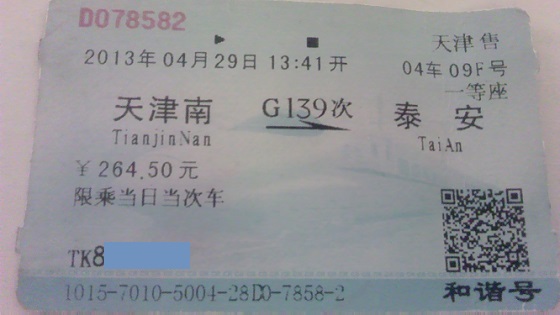 D078582
天津 售
2013年04月29日 13:41开
04车 09F号
一等座
天津南 G139次 泰安
TianjinNan TaiAn
￥264.50元
限乘当日当次车
TK8
1015-7010-5004-28D0-7858-2 和谐号